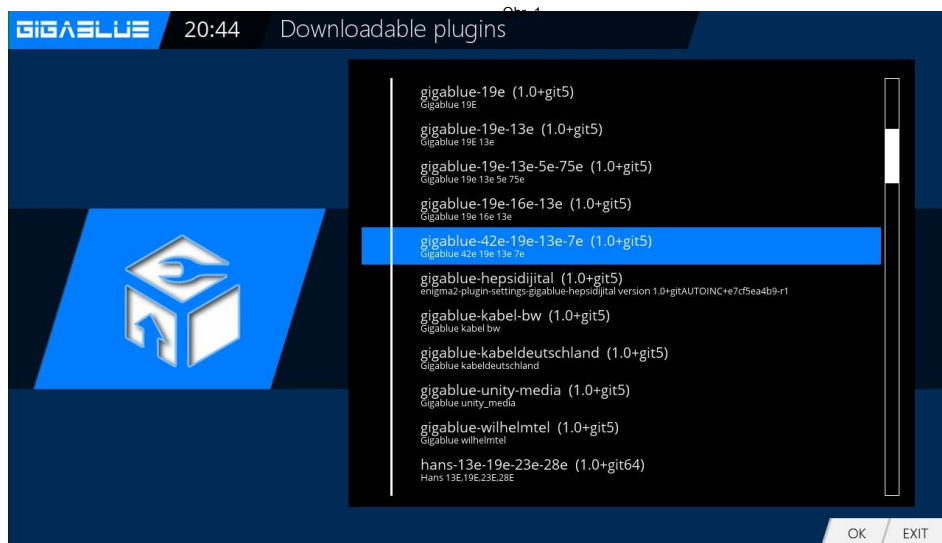 Obr. 1
GIGABLUE 20:44 Downloadable plugins
gigablue-19e (1.0+git5)
Gigablue 19E
gigablue-19e-13e (1.0+git5)
Gigablue 19E 13e
gigablue-19e-13e-5e-75e (1.0+git5)
Gigablue 19e 13e 5e 75e
gigablue-19e-16e-13e (1.0+git5)
Gigablue 19e 16e 13e
gigablue-42e-19e-13e-7e (1.0+git5)
Gigablue 42e 19e 13e 7e
gigablue-hepsidijital (1.0+git5)
enigma2-plugin-settings-gigablue-hepsidijital version 1.0+gitAUTOINC+e7cf5ea4b9-r1
gigablue-kabel-bw (1.0+git5)
Gigablue kabel bw
gigablue-kabeldeutschland (1.0+git5)
Gigablue kabeldeutschland
gigablue-unity-media (1.0+git5)
Gigablue unity_media
gigablue-wilhelmtel (1.0+git5)
Gigablue wilhelmtel
hans-13e-19e-23e-28e (1.0+git64)
Hans 13E,19E,23E,28E
OK EXIT